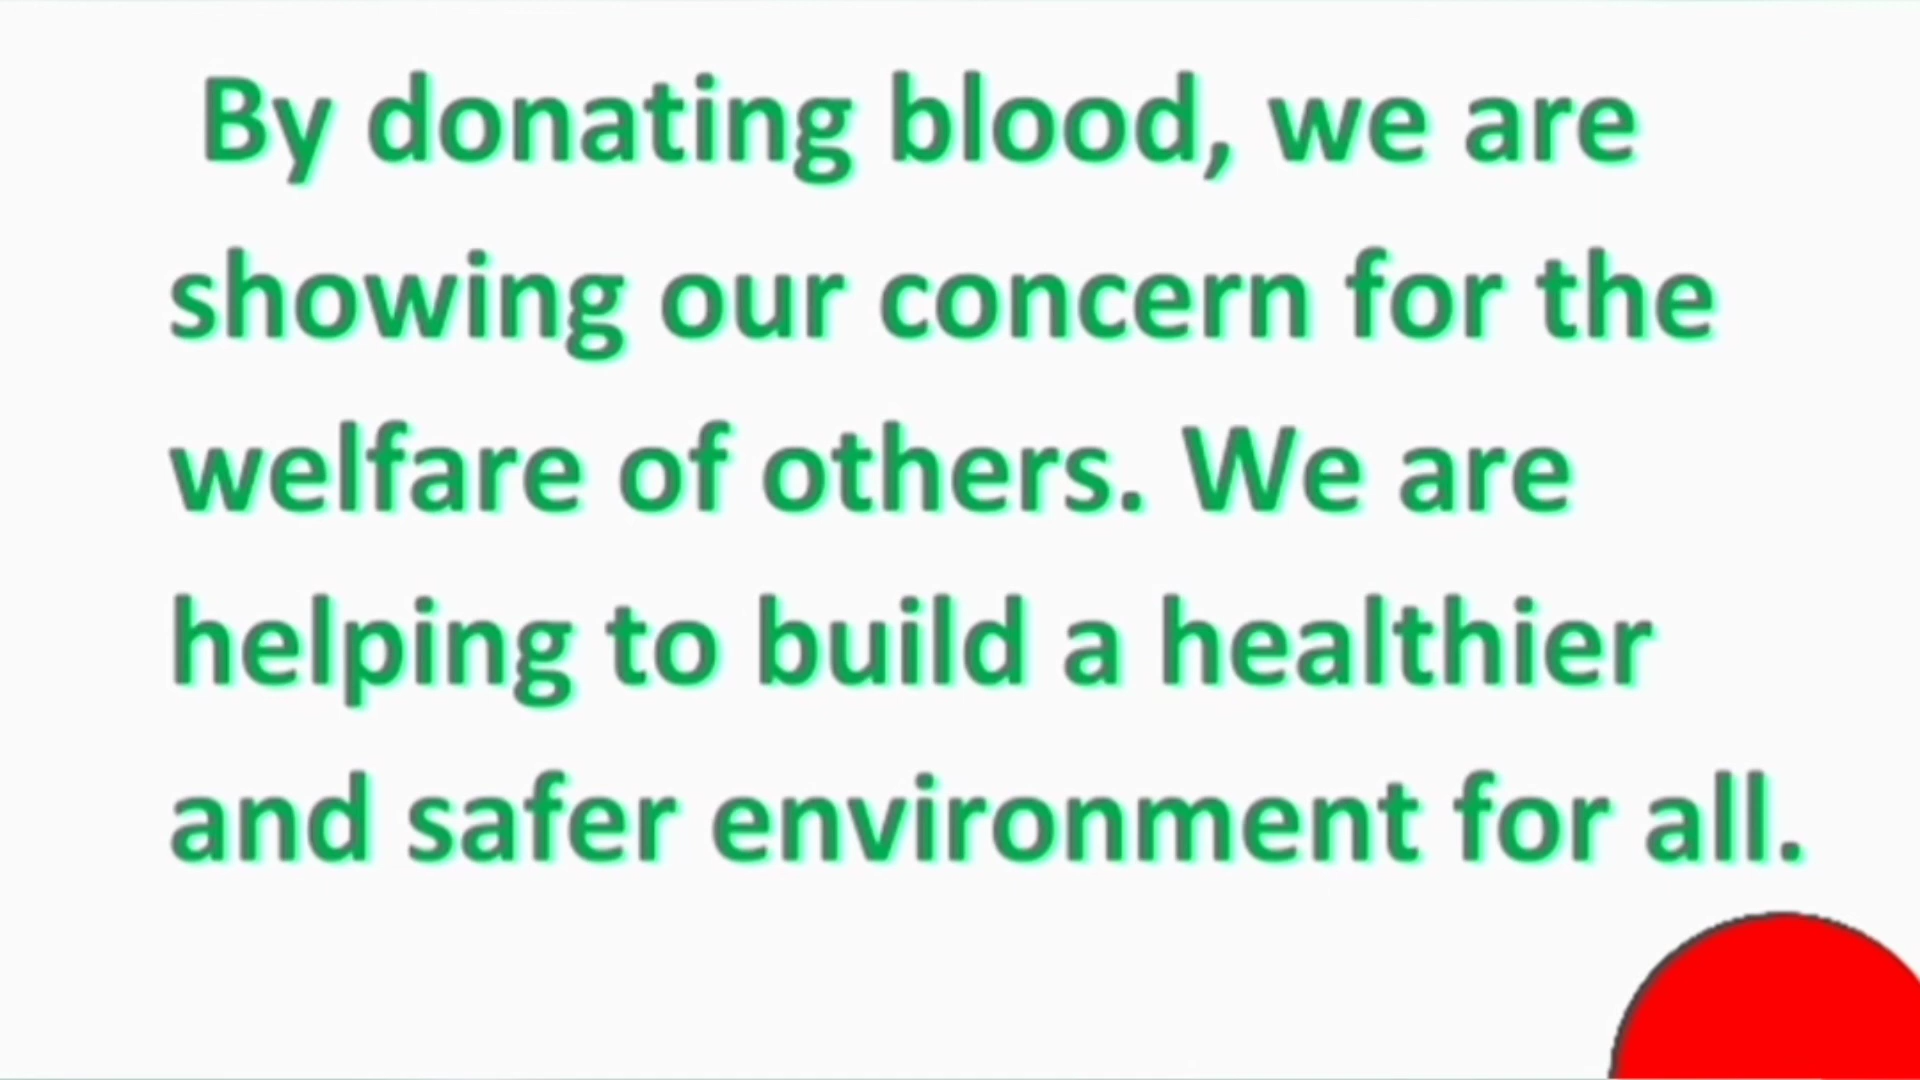 By donating blood, we are
showing our concern for the
welfare of others. We are
helping to build a healthier
and safer environment for all.